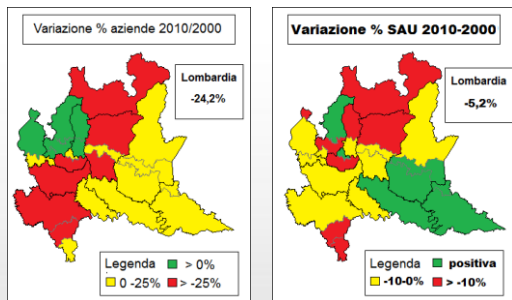 Variazione % aziende 2010/2000
Lombardia
-24,2%
Legenda
> 0%
0 -25%
> -25%
Variazione % SAU 2010-2000
Lombardia
-5,2%
Legenda
positiva
-10-0%
> -10%